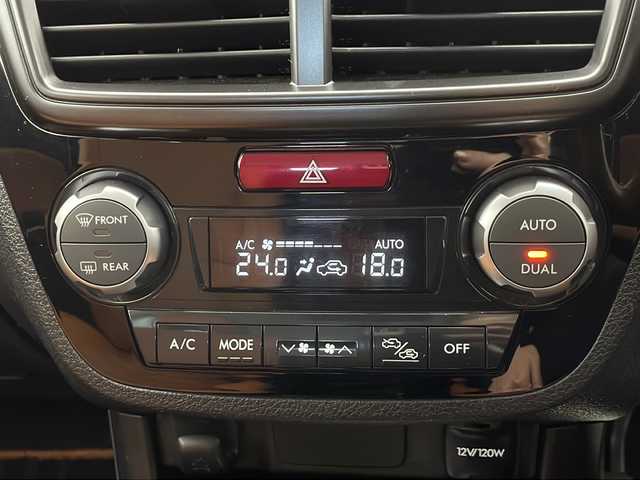 FRONT
REAR
A/C AUTO
24.0 18.0
AUTO
DUAL
A/C MODE OFF
12V/120W